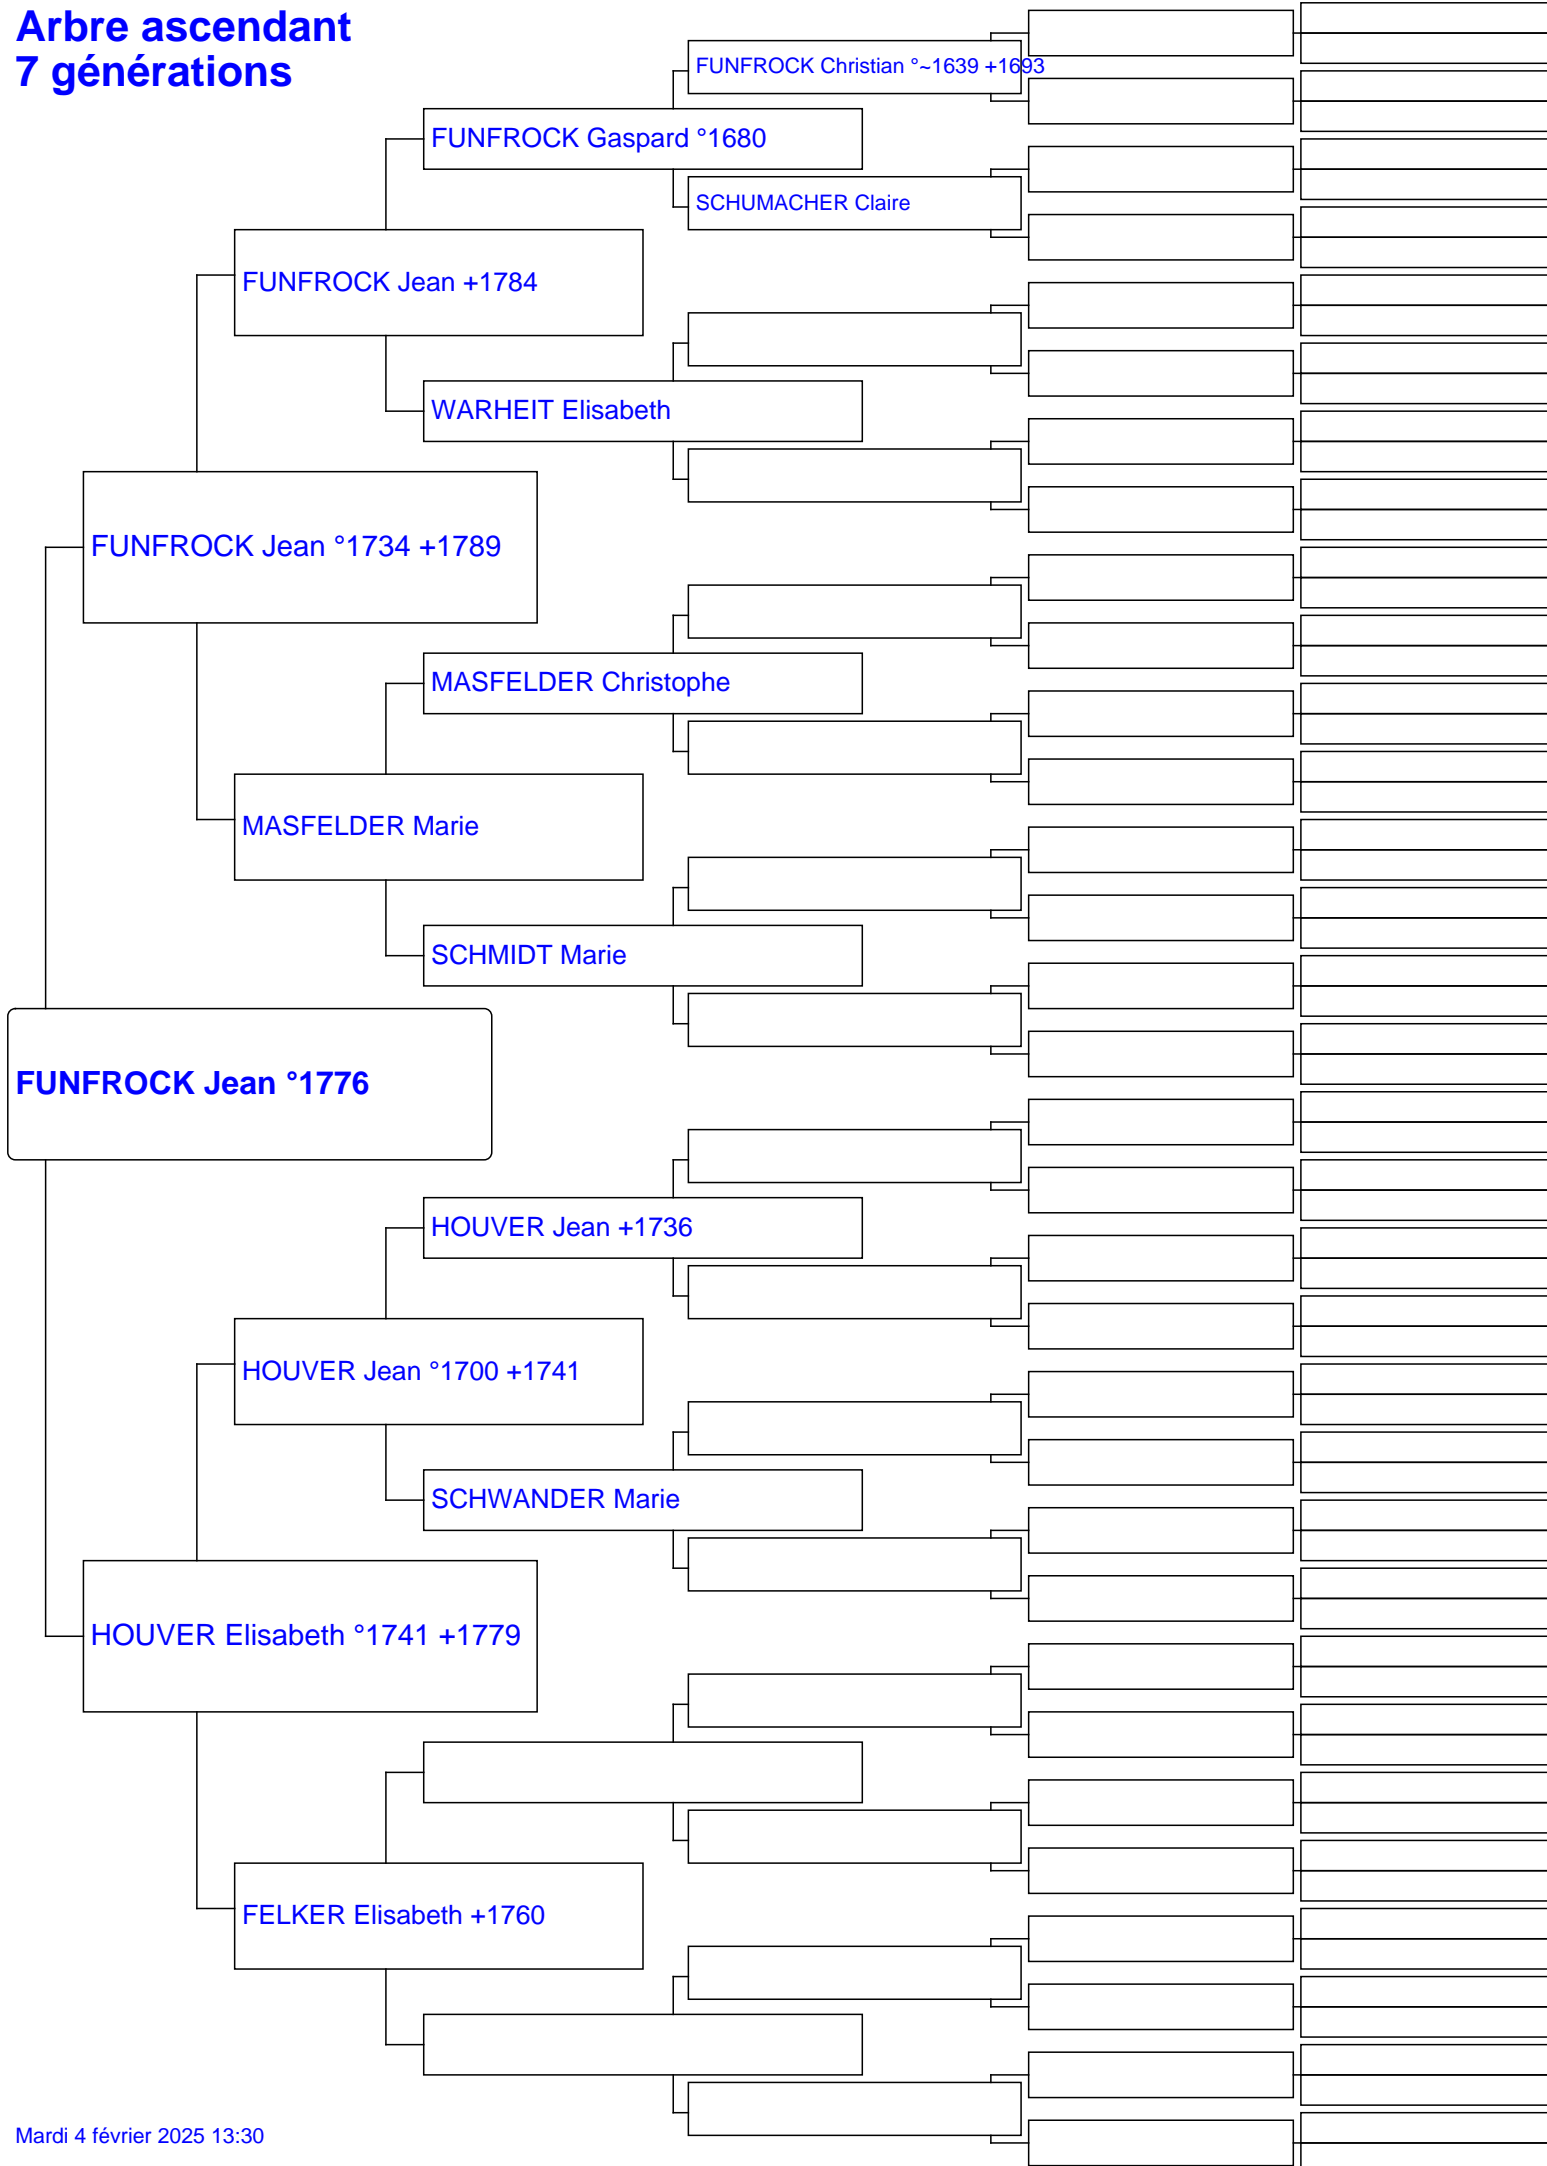 Arbre ascendant
7 générations
FUNFROCK Christian °~1639 +1693
FUNFROCK Gaspard °1680
SCHUMACHER Claire
FUNFROCK Jean +1784
WARHEIT Elisabeth
FUNFROCK Jean °1734 +1789
MASFELDER Christophe
MASFELDER Marie
SCHMIDT Marie
FUNFROCK Jean °1776
HOUVER Jean +1736
HOUVER Jean °1700 +1741
SCHWANDER Marie
HOUVER Elisabeth °1741 +1779
FELKER Elisabeth +1760
Mardi 4 février 2025 13:30